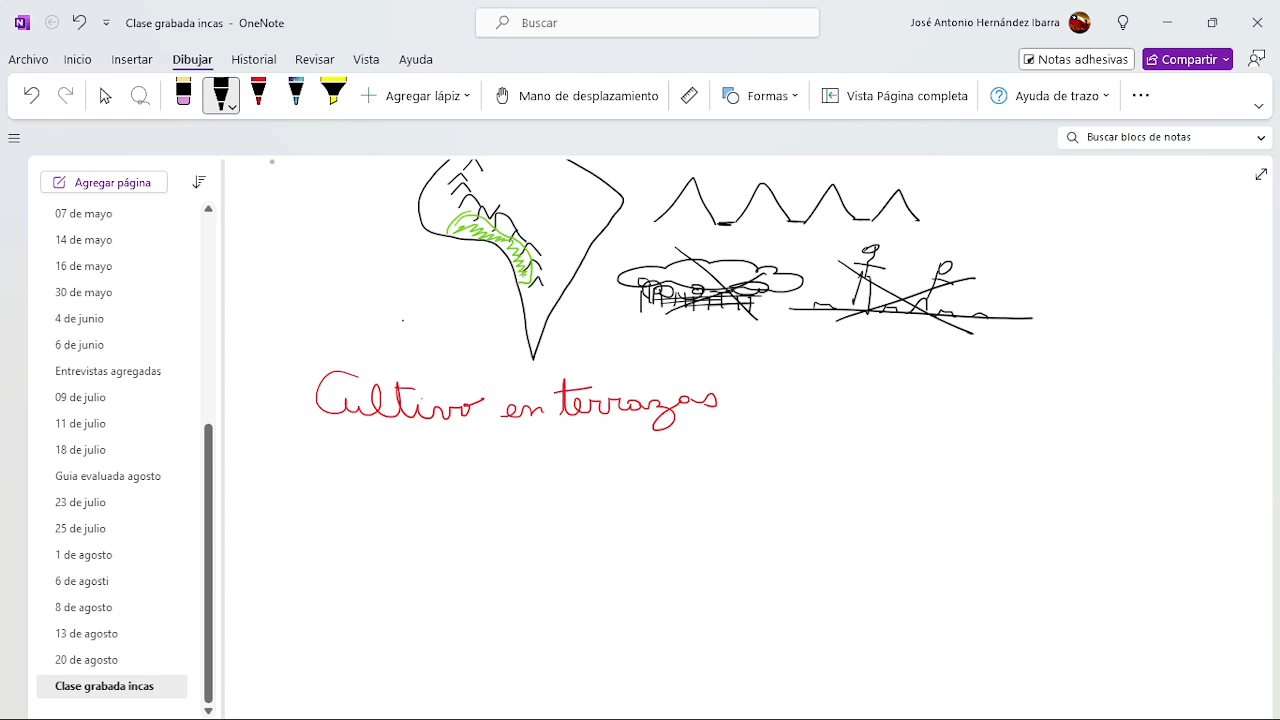 Clase grabada incas - OneNote
Buscar
José Antonio Hernández Ibarra
Archivo Inicio Insertar Dibujar Historial Revisar Vista Ayuda
Notas adhesivas
Compartir
Agregar lápiz
Mano de desplazamiento
Formas
Vista Página completa
Ayuda de trazo
Buscar blocs de notas
Agregar página
07 de mayo
14 de mayo
16 de mayo
30 de mayo
4 de junio
6 de junio
Entrevistas agregadas
09 de julio
11 de julio
18 de julio
Guia evaluada agosto
23 de julio
25 de julio
1 de agosto
6 de agosti
8 de agosto
13 de agosto
20 de agosto
Clase grabada incas
Cultivo en terrazas